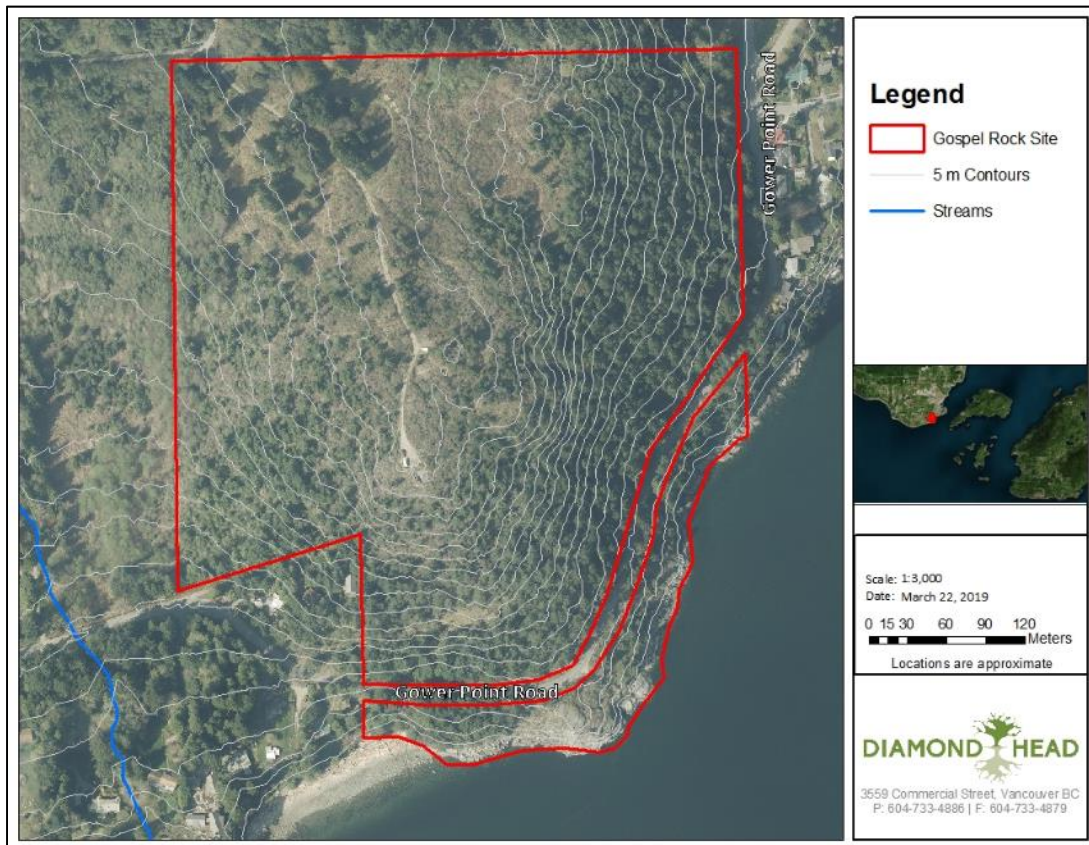 Gower Point Road
Gower Point Road
Legend
Gospel Rock Site
5 m Contours
Streams
Scale: 1:3,000
Date: March 22, 2019
0 15 30 60 90 120
Meters
Locations are approximate
DIAMOND HEAD
3559 Commercial Street, Vancouver BC
P: 604-733-4886 | F: 604-733-4879